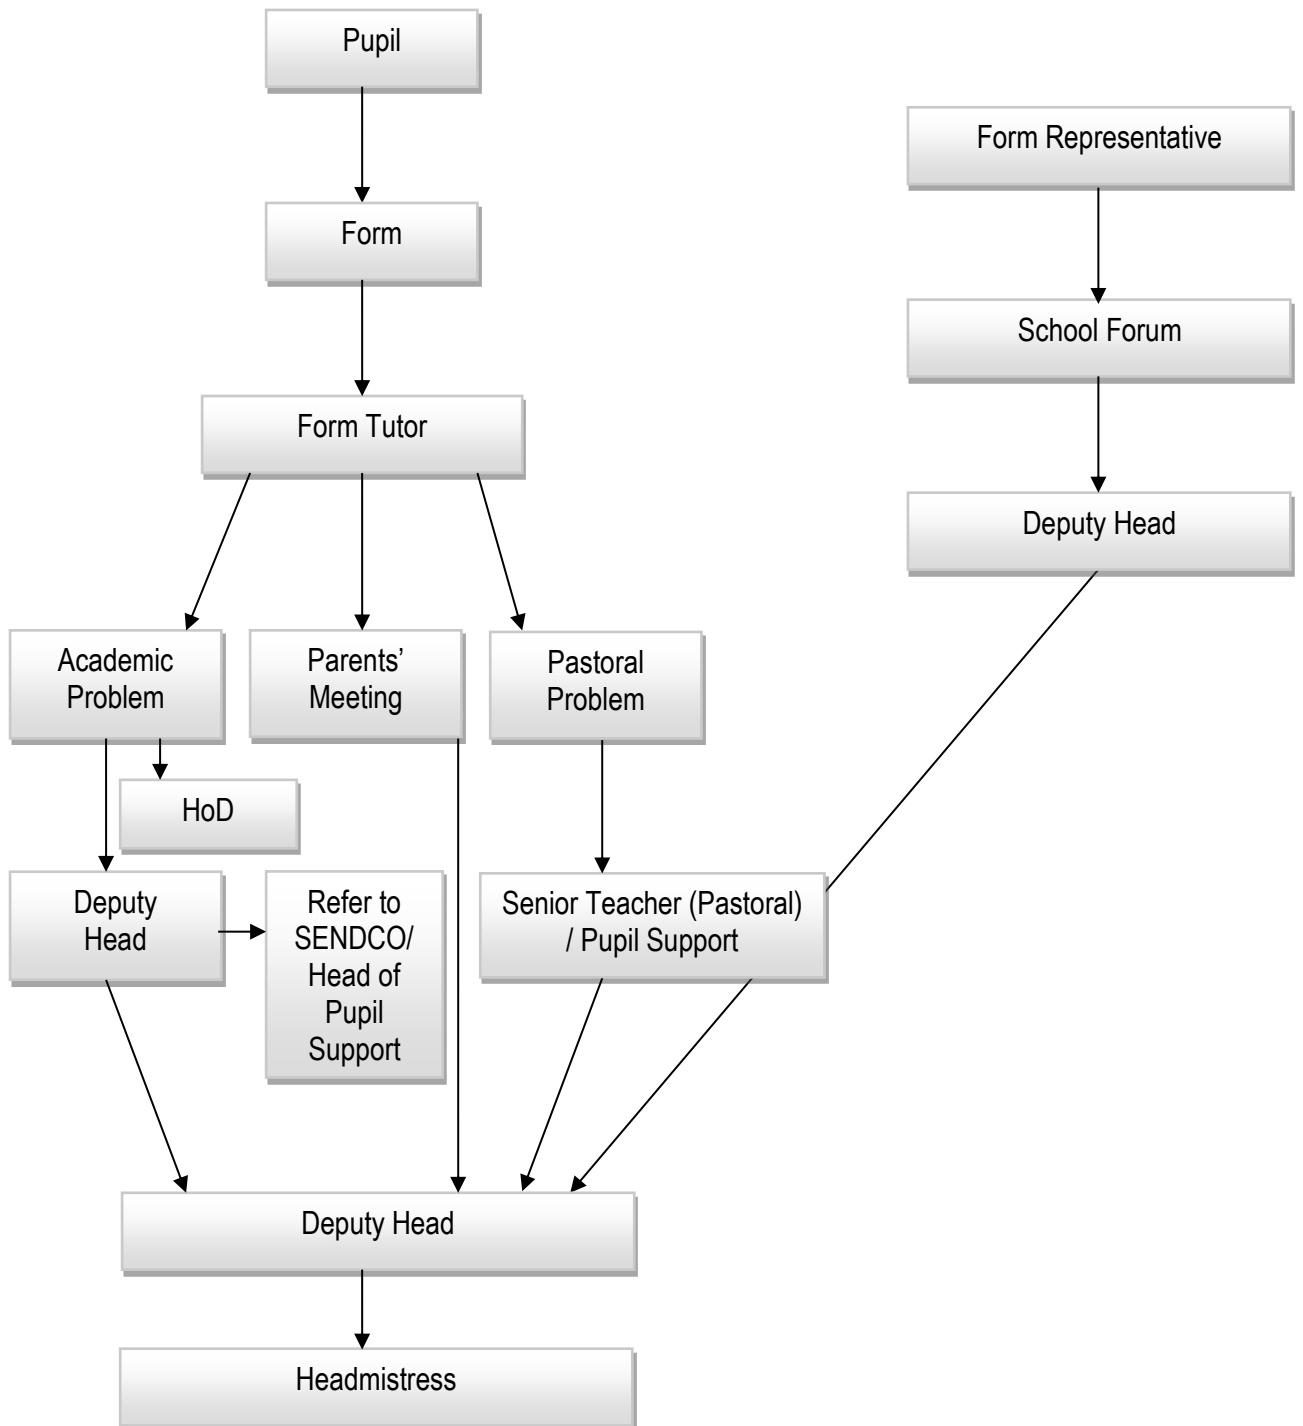 Pupil
Form Representative
Form
School Forum
Form Tutor
Deputy Head
Academic
Problem
Parents’
Meeting
Pastoral
Problem
HoD
Deputy
Head
Refer to
SENDCO/
Head of
Pupil
Support
Senior Teacher (Pastoral)
/ Pupil Support
Deputy Head
Headmistress